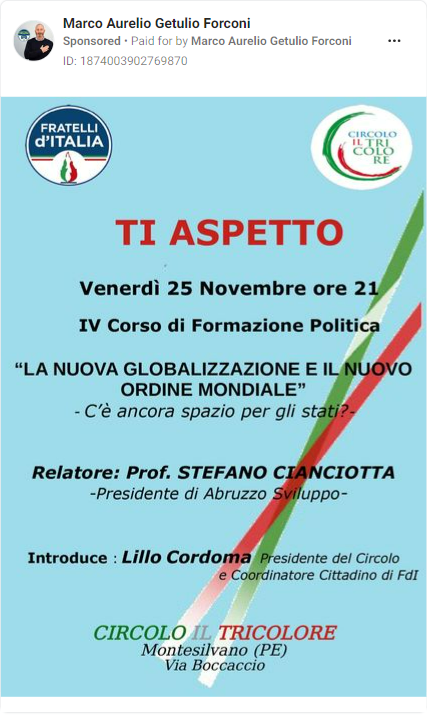 Marco Aurelio Getulio Forconi
Sponsored • Paid for by Marco Aurelio Getulio Forconi
ID: 1874003902769870
FRATELLI
d'ITALIA
CIRCOLO
IL TRI
COLO
RE
TI ASPETTO
Venerdì 25 Novembre ore 21
IV Corso di Formazione Politica
“LA NUOVA GLOBALIZZAZIONE E IL NUOVO
ORDINE MONDIALE”
- C’è ancora spazio per gli stati?-
Relatore: Prof. STEFANO CIANCIOTTA
-Presidente di Abruzzo Sviluppo-
Introduce : Lillo Cordoma Presidente del Circolo
e Coordinatore Cittadino di FdI
CIRCOLO IL TRICOLORE
Montesilvano (PE)
Via Boccaccio